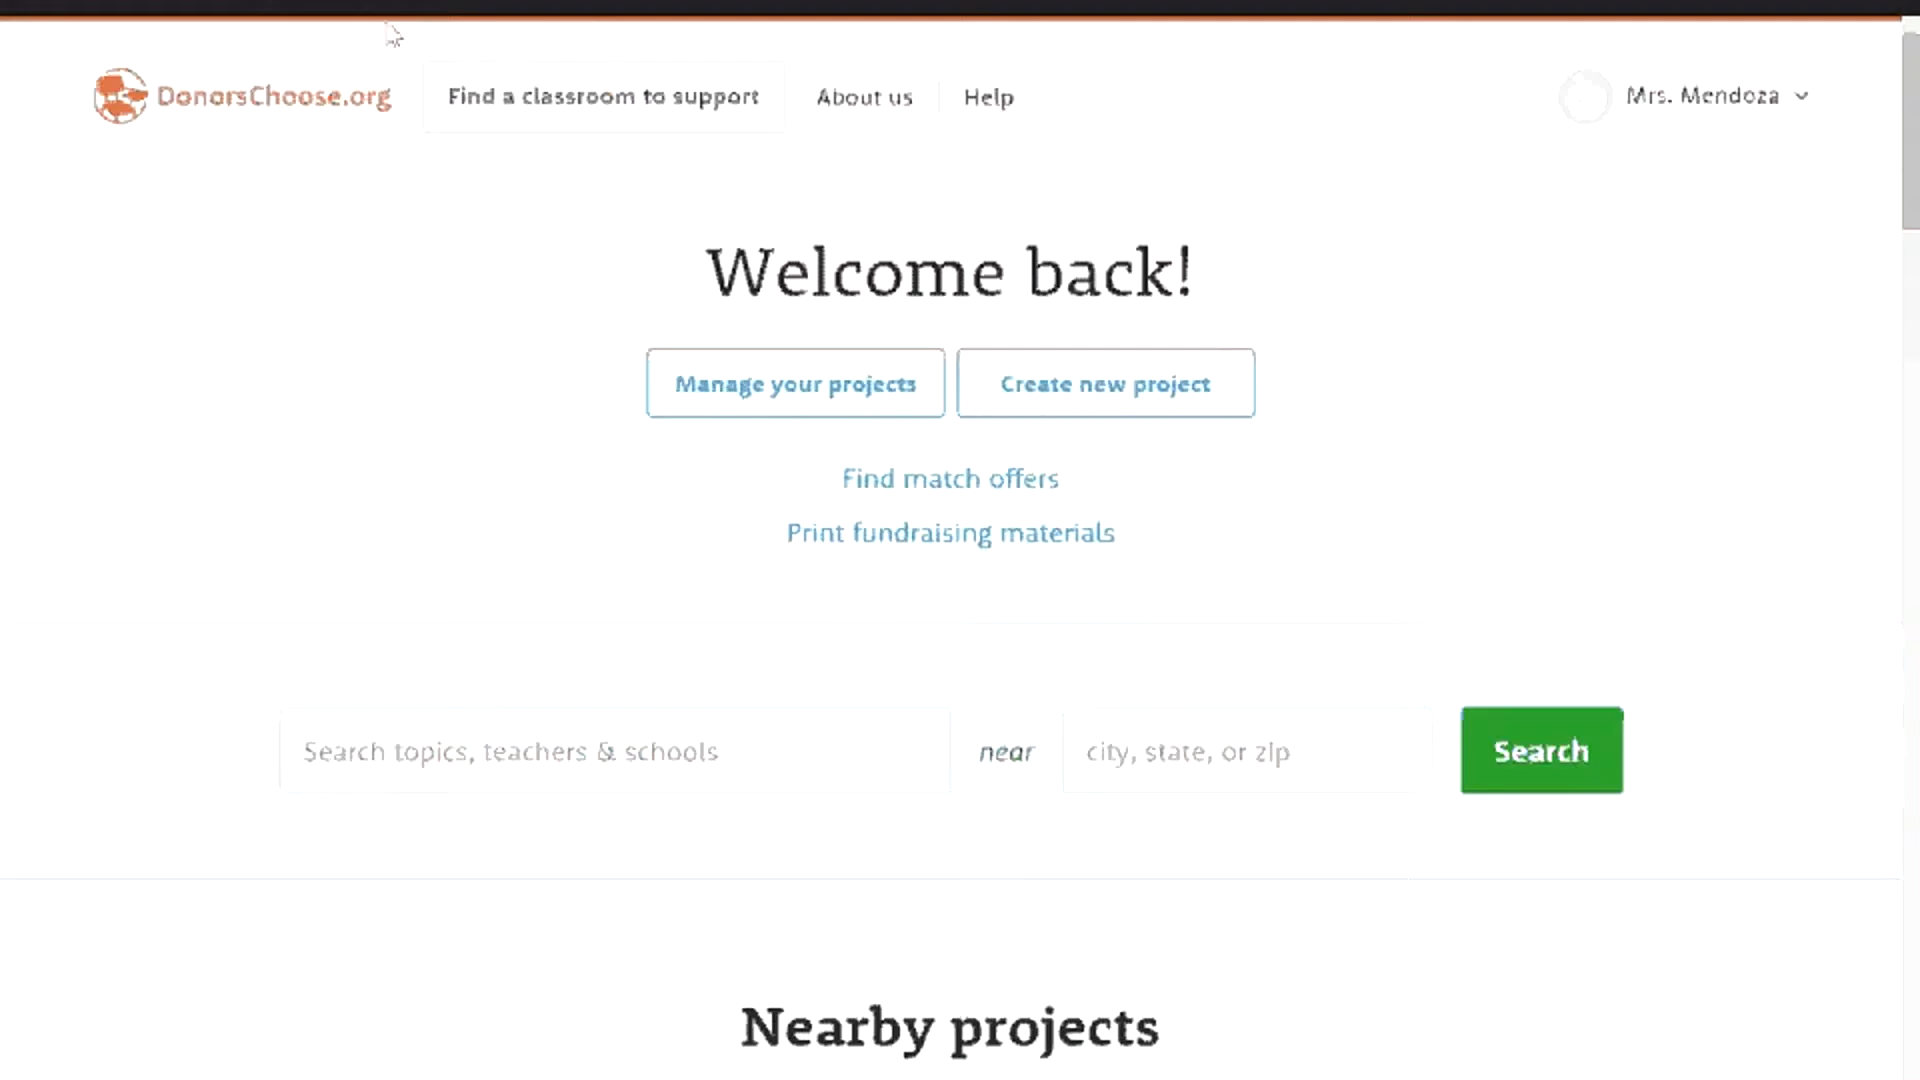 DonorsChoose.org Find a classroom to support About us Help Mrs. Mendoza
Welcome back!
Manage your projects Create new project
Find match offers
Print fundraising materials
Search topics, teachers & schools near city, state, or zip Search
Nearby projects